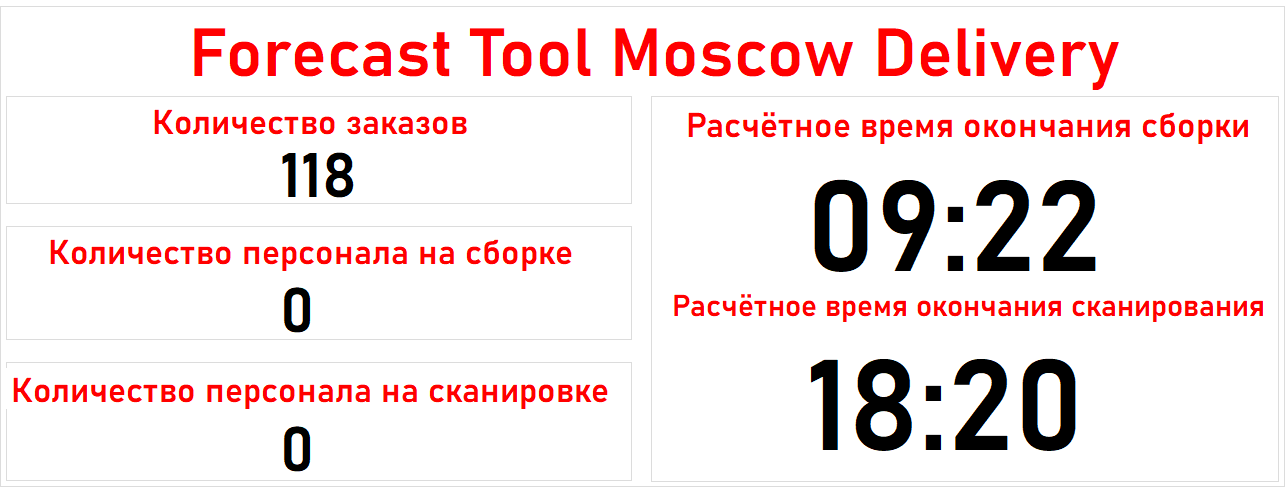 Forecast Tool Moscow Delivery
Количество заказов
118
Количество персонала на сборке
0
Количество персонала на сканировке
0
Расчётное время окончания сборки
09:22
Расчётное время окончания сканирования
18:20